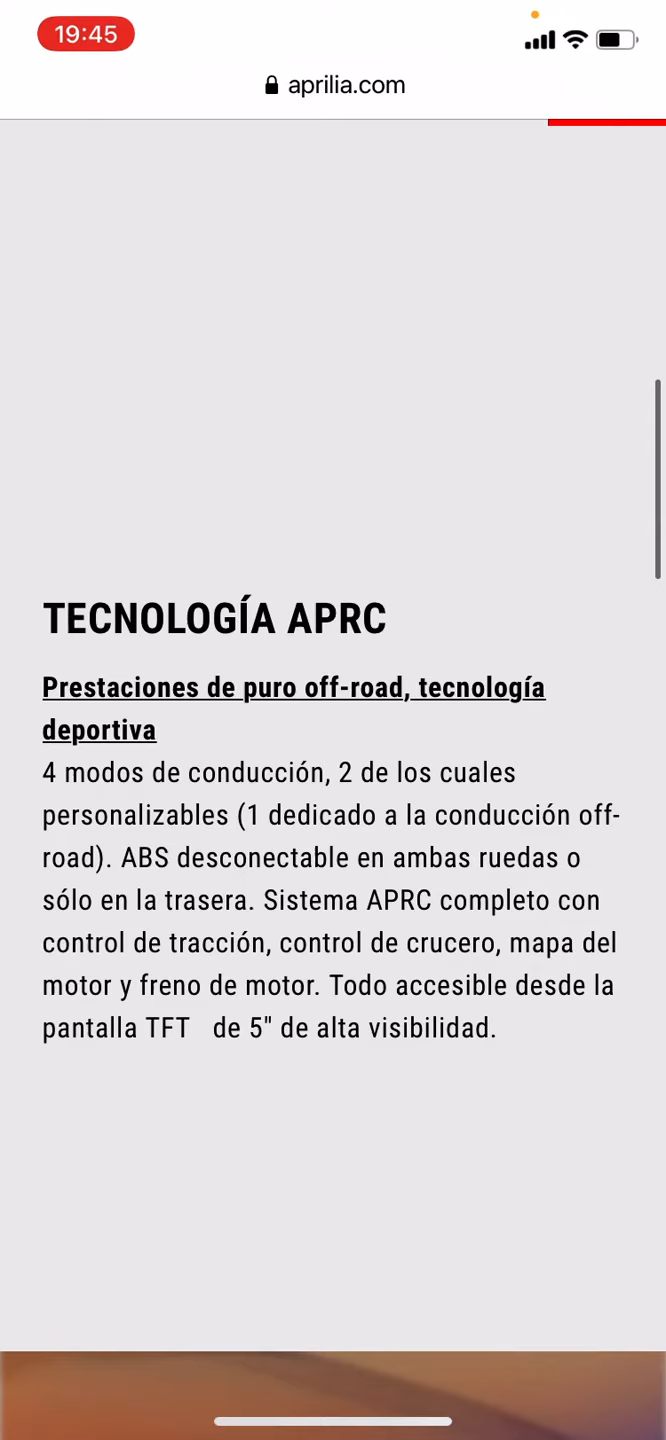 19:45
aprilia.com
TECNOLOGÍA APRC
Prestaciones de puro off-road, tecnología
deportiva
4 modos de conducción, 2 de los cuales
personalizables (1 dedicado a la conducción off-
road). ABS desconectable en ambas ruedas o
sólo en la trasera. Sistema APRC completo con
control de tracción, control de crucero, mapa del
motor y freno de motor. Todo accesible desde la
pantalla TFT   de 5" de alta visibilidad.